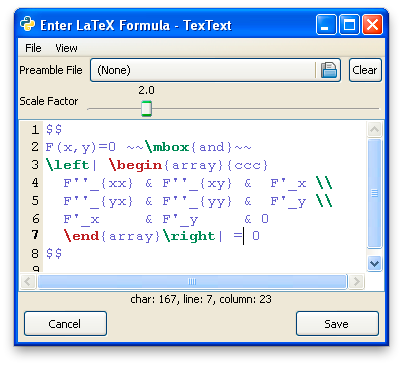 Enter LaTeX Formula - TexText
File View
Preamble File (None) Clear
2.0
Scale Factor
1 $$
2 F(x,y)=0 ~~\mbox{and}~~
3 \left| \begin{array}{ccc}
4 F''_{xx} & F''_{xy} & F'_x \\
5 F''_{yx} & F''_{yy} & F'_y \\
6 F'_x & F'_y & 0
7 \end{array}\right| = 0
8 $$
9
char: 167, line: 7, column: 23
Cancel Save